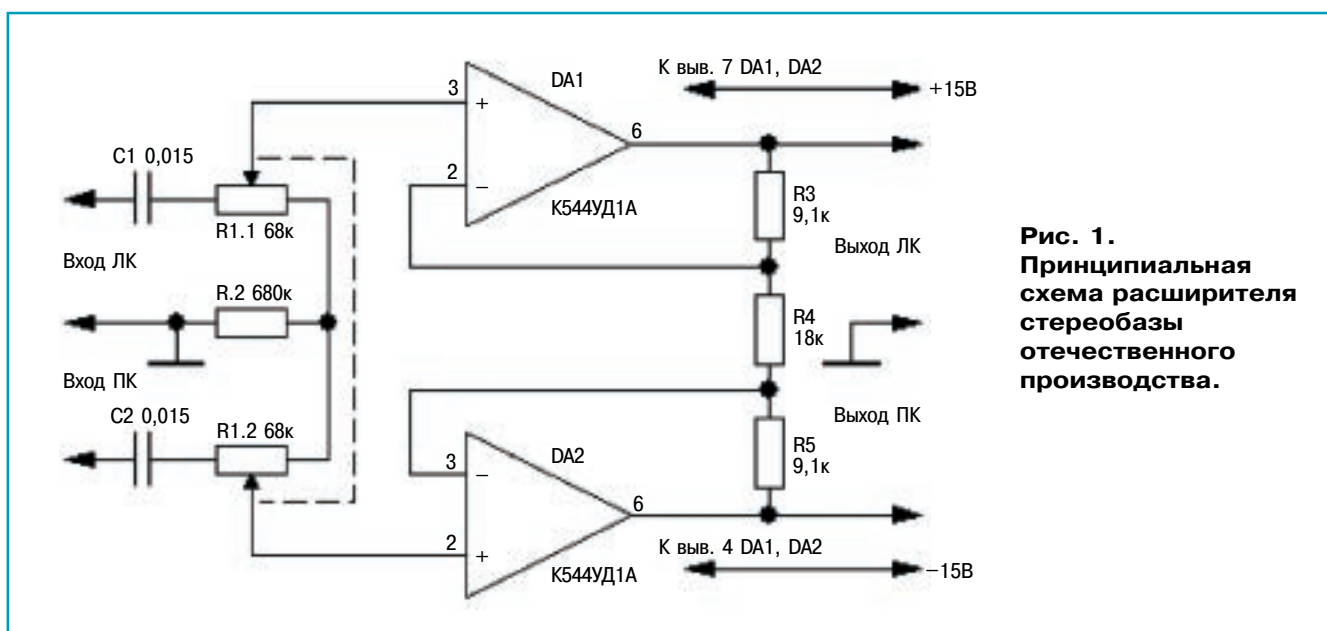 К выв. 7 DA1, DA2
+15В
DA1
3
+
6
2
−
К544УД1А
С1 0,015
R1.1 68к
Вход ЛК
R.2 680к
Вход ПК
С2 0,015
R1.2 68к
R3
9,1к
Выход ЛК
R4
18к
Выход ПК
R5
9,1к
DA2
3
−
6
2
+
К544УД1А
К выв. 4 DA1, DA2
−15В
Рис. 1.
Принципиальная
схема расширителя
стереобазы
отечественного
производства.